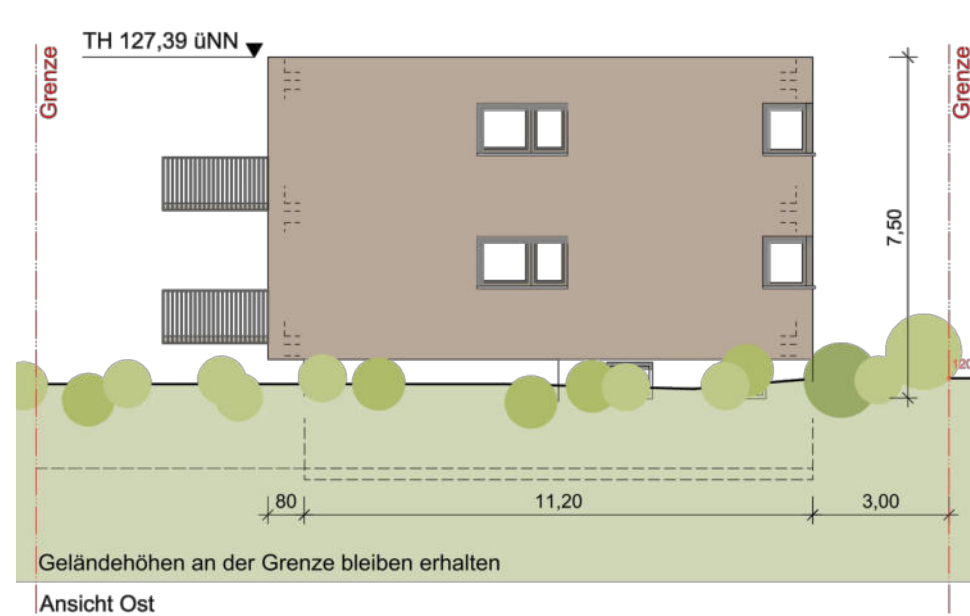 TH 127,39 üNN
Grenze
Grenze
7,50
120
80
11,20
3,00
Geländehöhen an der Grenze bleiben erhalten
Ansicht Ost